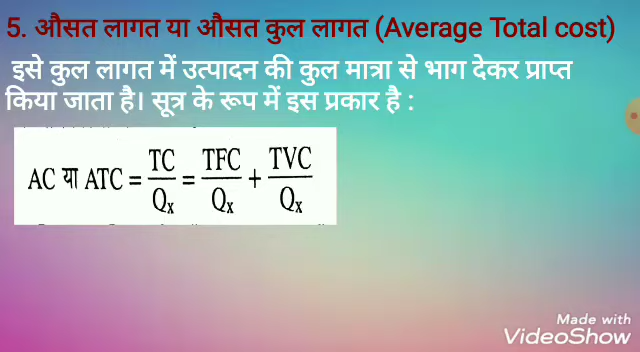 5. औसत लागत या औसत कुल लागत (Average Total cost)
इसे कुल लागत में उत्पादन की कुल मात्रा से भाग देकर प्राप्त
किया जाता है। सूत्र के रूप में इस प्रकार है :
AC या ATC = TC/Qx = TFC/Qx + TVC/Qx
Made with
VideoShow